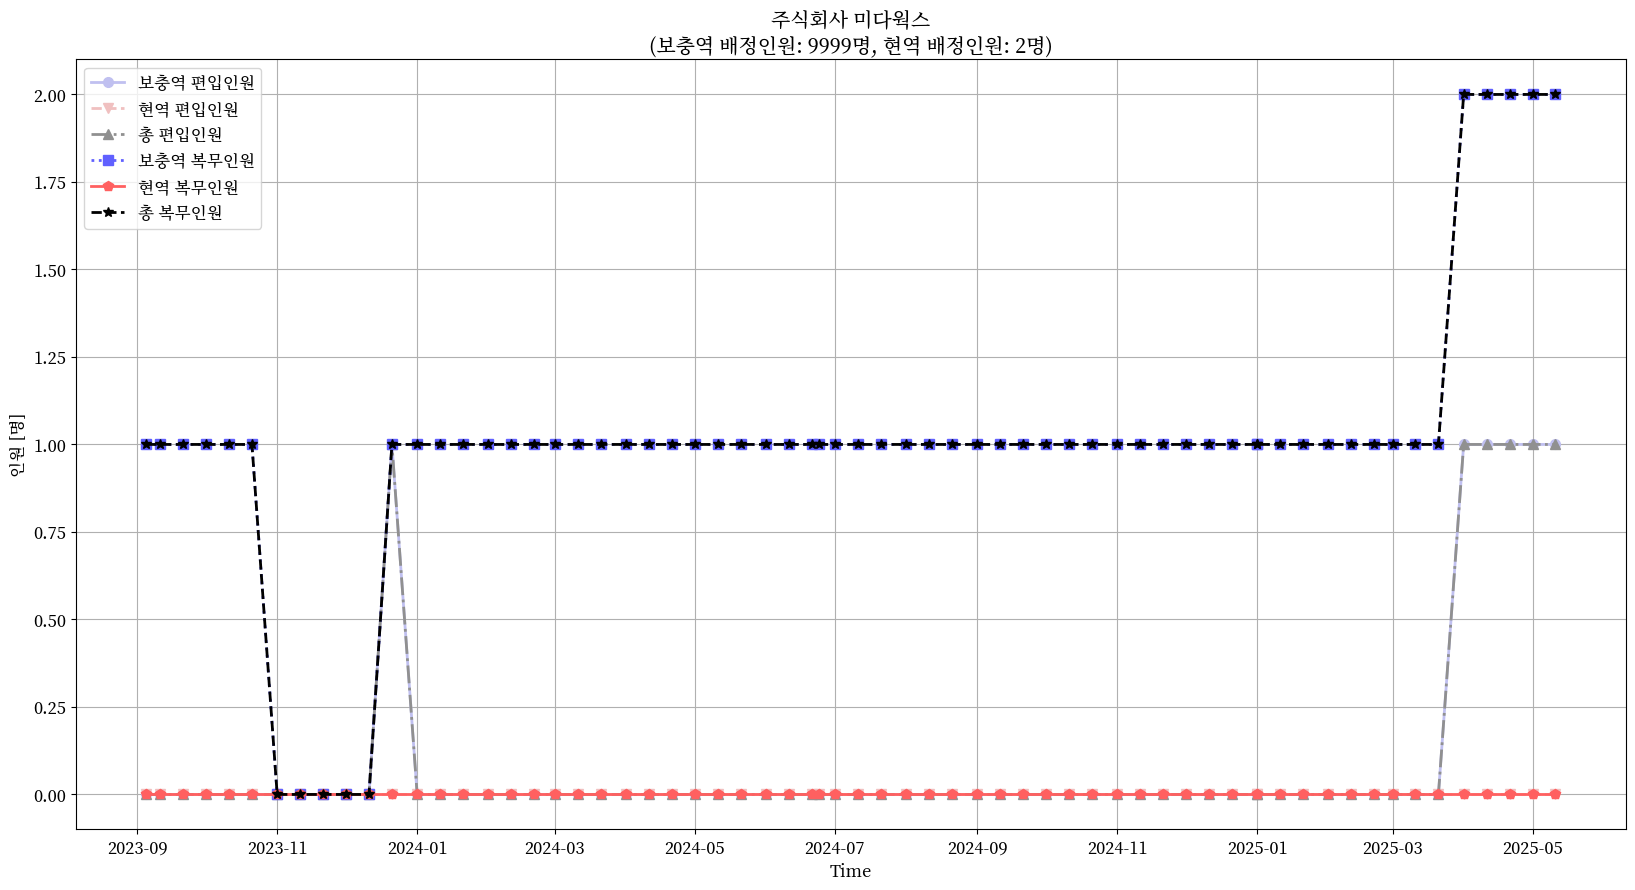 주식회사 미다웍스
(보충역 배정인원: 9999명, 현역 배정인원: 2명)
보충역 편입인원
현역 편입인원
총 편입인원
보충역 복무인원
현역 복무인원
총 복무인원
인원 [명]
2.00
1.75
1.50
1.25
1.00
0.75
0.50
0.25
0.00
2023-09 2023-11 2024-01 2024-03 2024-05 2024-07 2024-09 2024-11 2025-01 2025-03 2025-05
Time